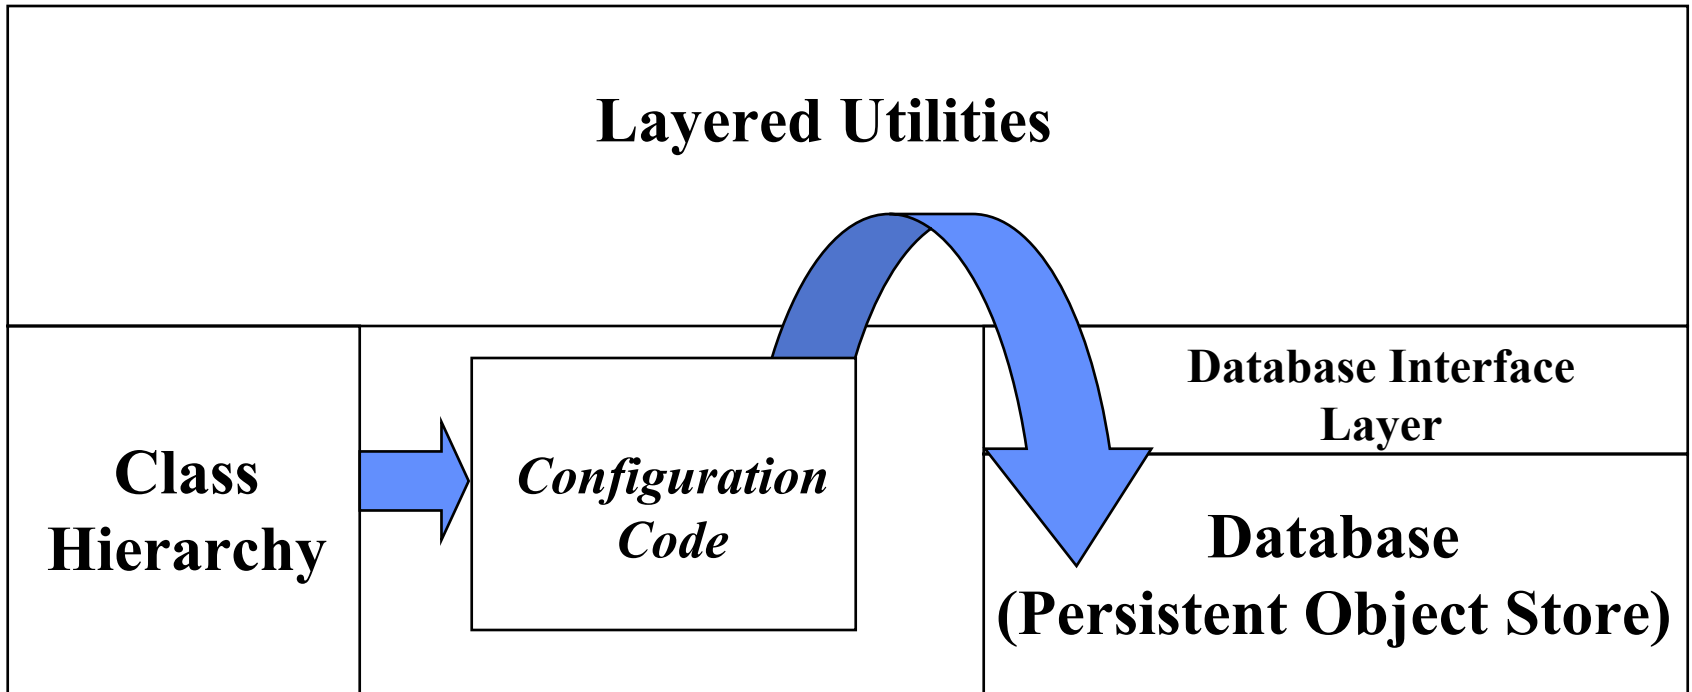 Layered Utilities
Database Interface
Layer
Class
Hierarchy
Configuration
Code
Database
(Persistent Object Store)